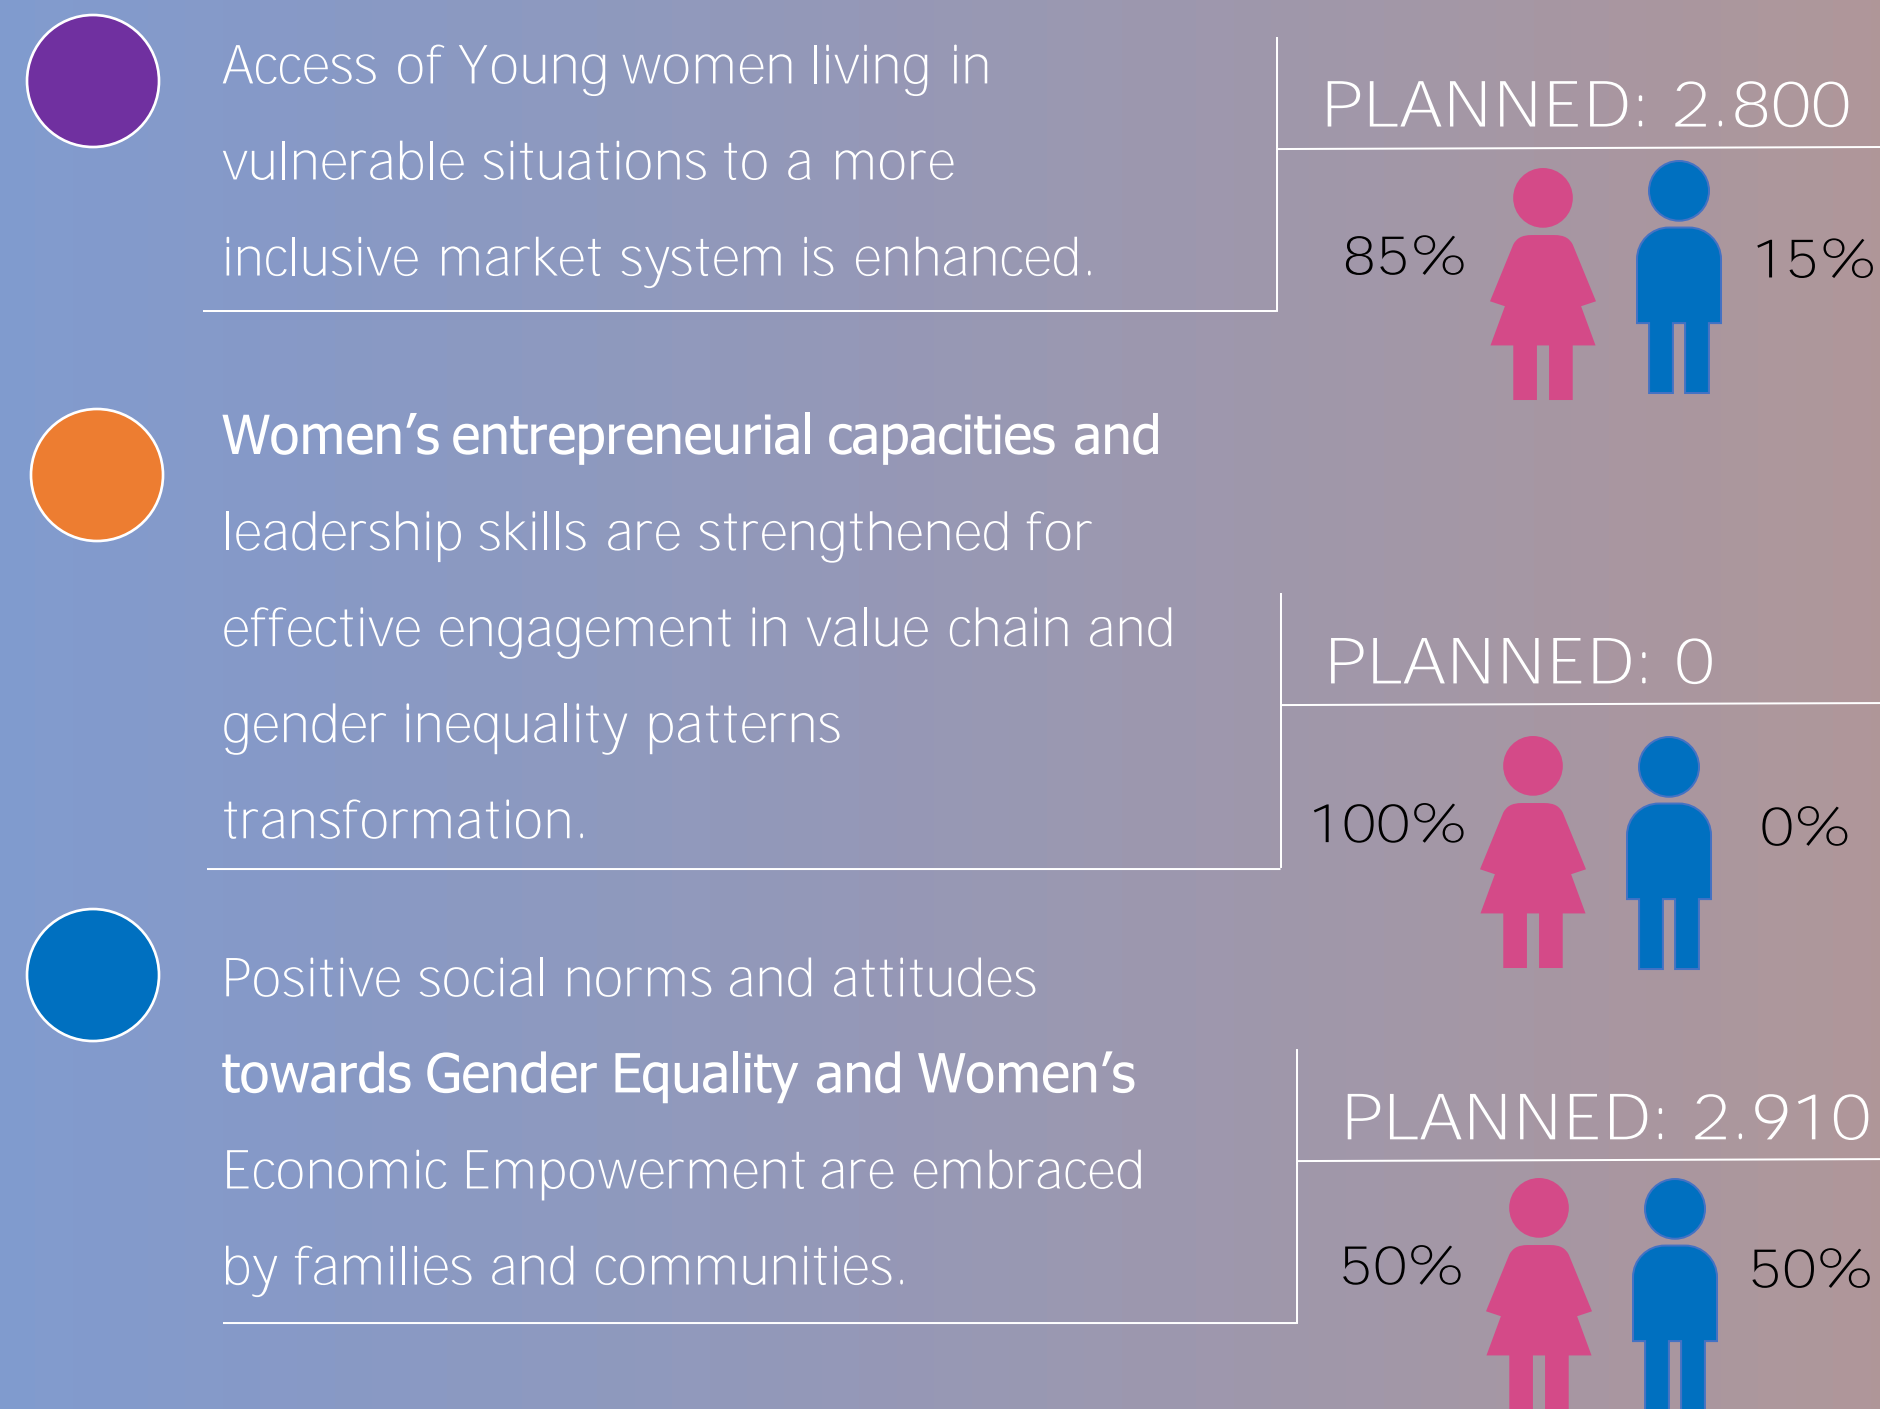 Access of Young women living in
vulnerable situations to a more
inclusive market system is enhanced.
PLANNED: 2.800
85%
15%
Women’s entrepreneurial capacities and
leadership skills are strengthened for
effective engagement in value chain and
gender inequality patterns
transformation.
PLANNED: 0
100%
0%
Positive social norms and attitudes
towards Gender Equality and Women’s
Economic Empowerment are embraced
by families and communities.
PLANNED: 2.910
50%
50%